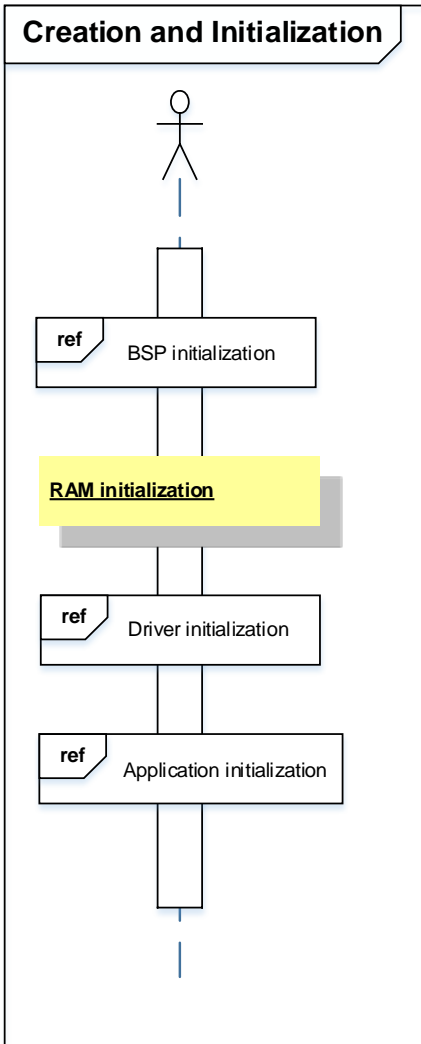 Creation and Initialization
ref
BSP initialization
RAM initialization
ref
Driver initialization
ref
Application initialization